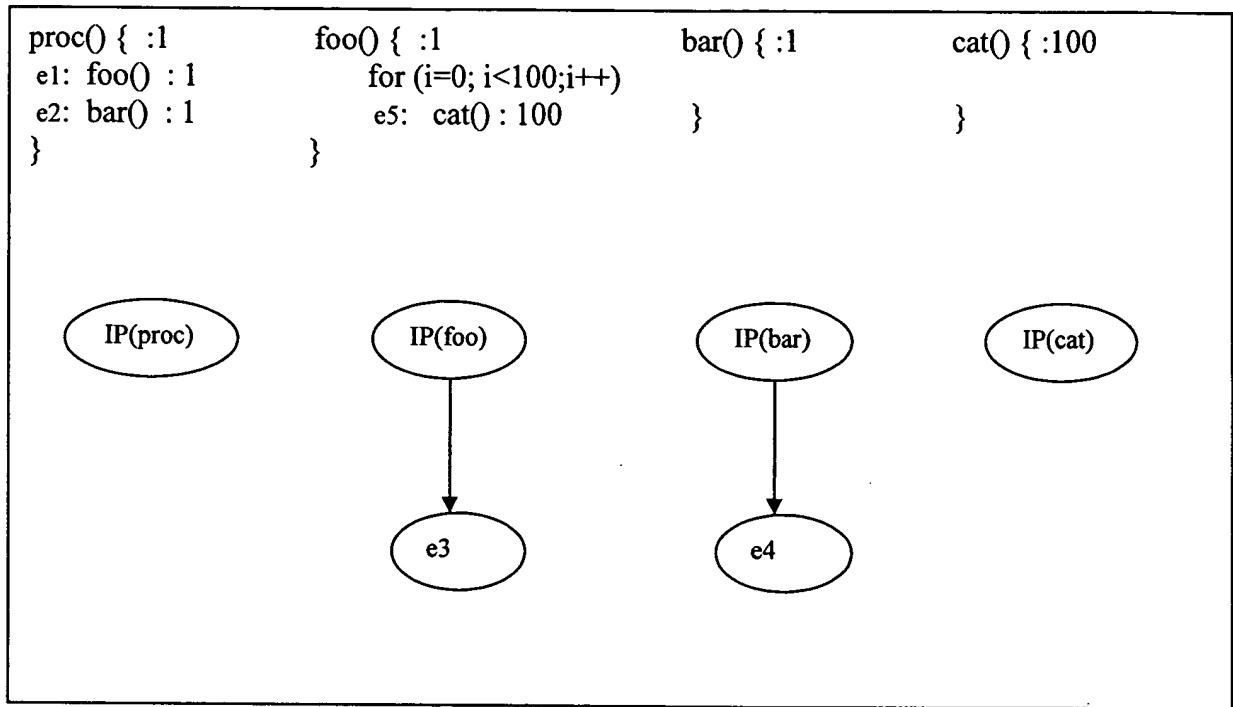 proc() { :1 foo() { :1 bar() { :1 cat() { :100
e1: foo() : 1 for (i=0; i<100;i++)
e2: bar() : 1 e5: cat() : 100 } }
} }
IP(proc) IP(foo) IP(bar) IP(cat)
e3 e4